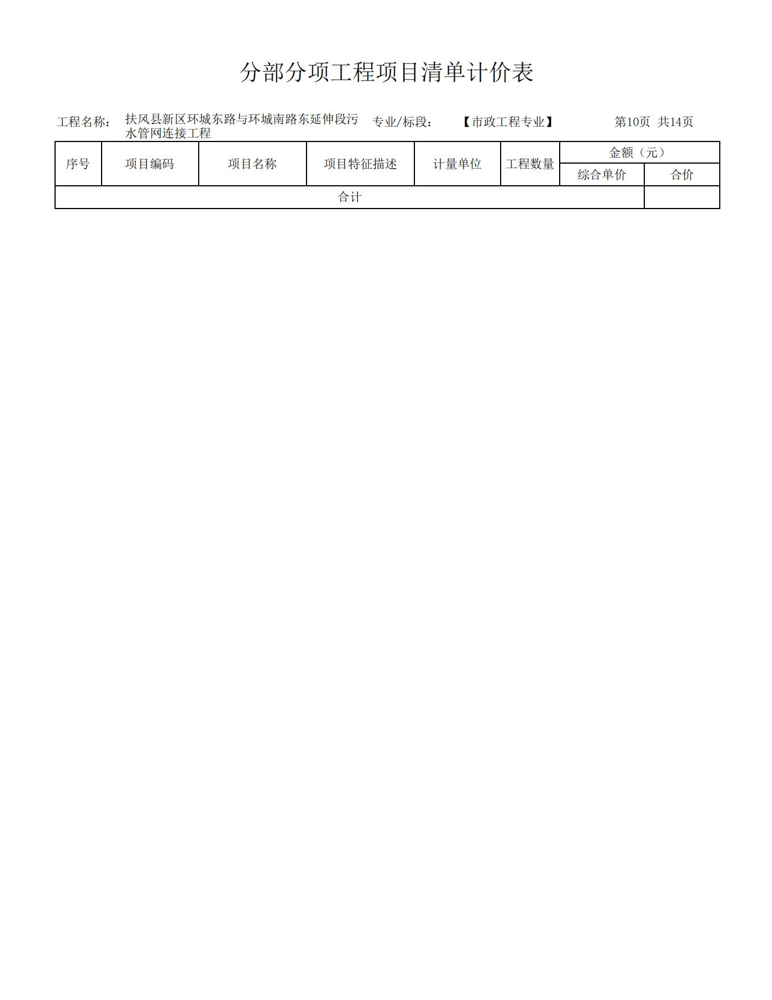 分部分项工程项目清单计价表
工程名称： 扶风县新区环城东路与环城南路东延伸段污 专业/标段： 【市政工程专业】 第10页 共14页
水管网连接工程
序号 项目编码 项目名称 项目特征描述 计量单位 工程数量 金额（元）
综合单价 合价
合计